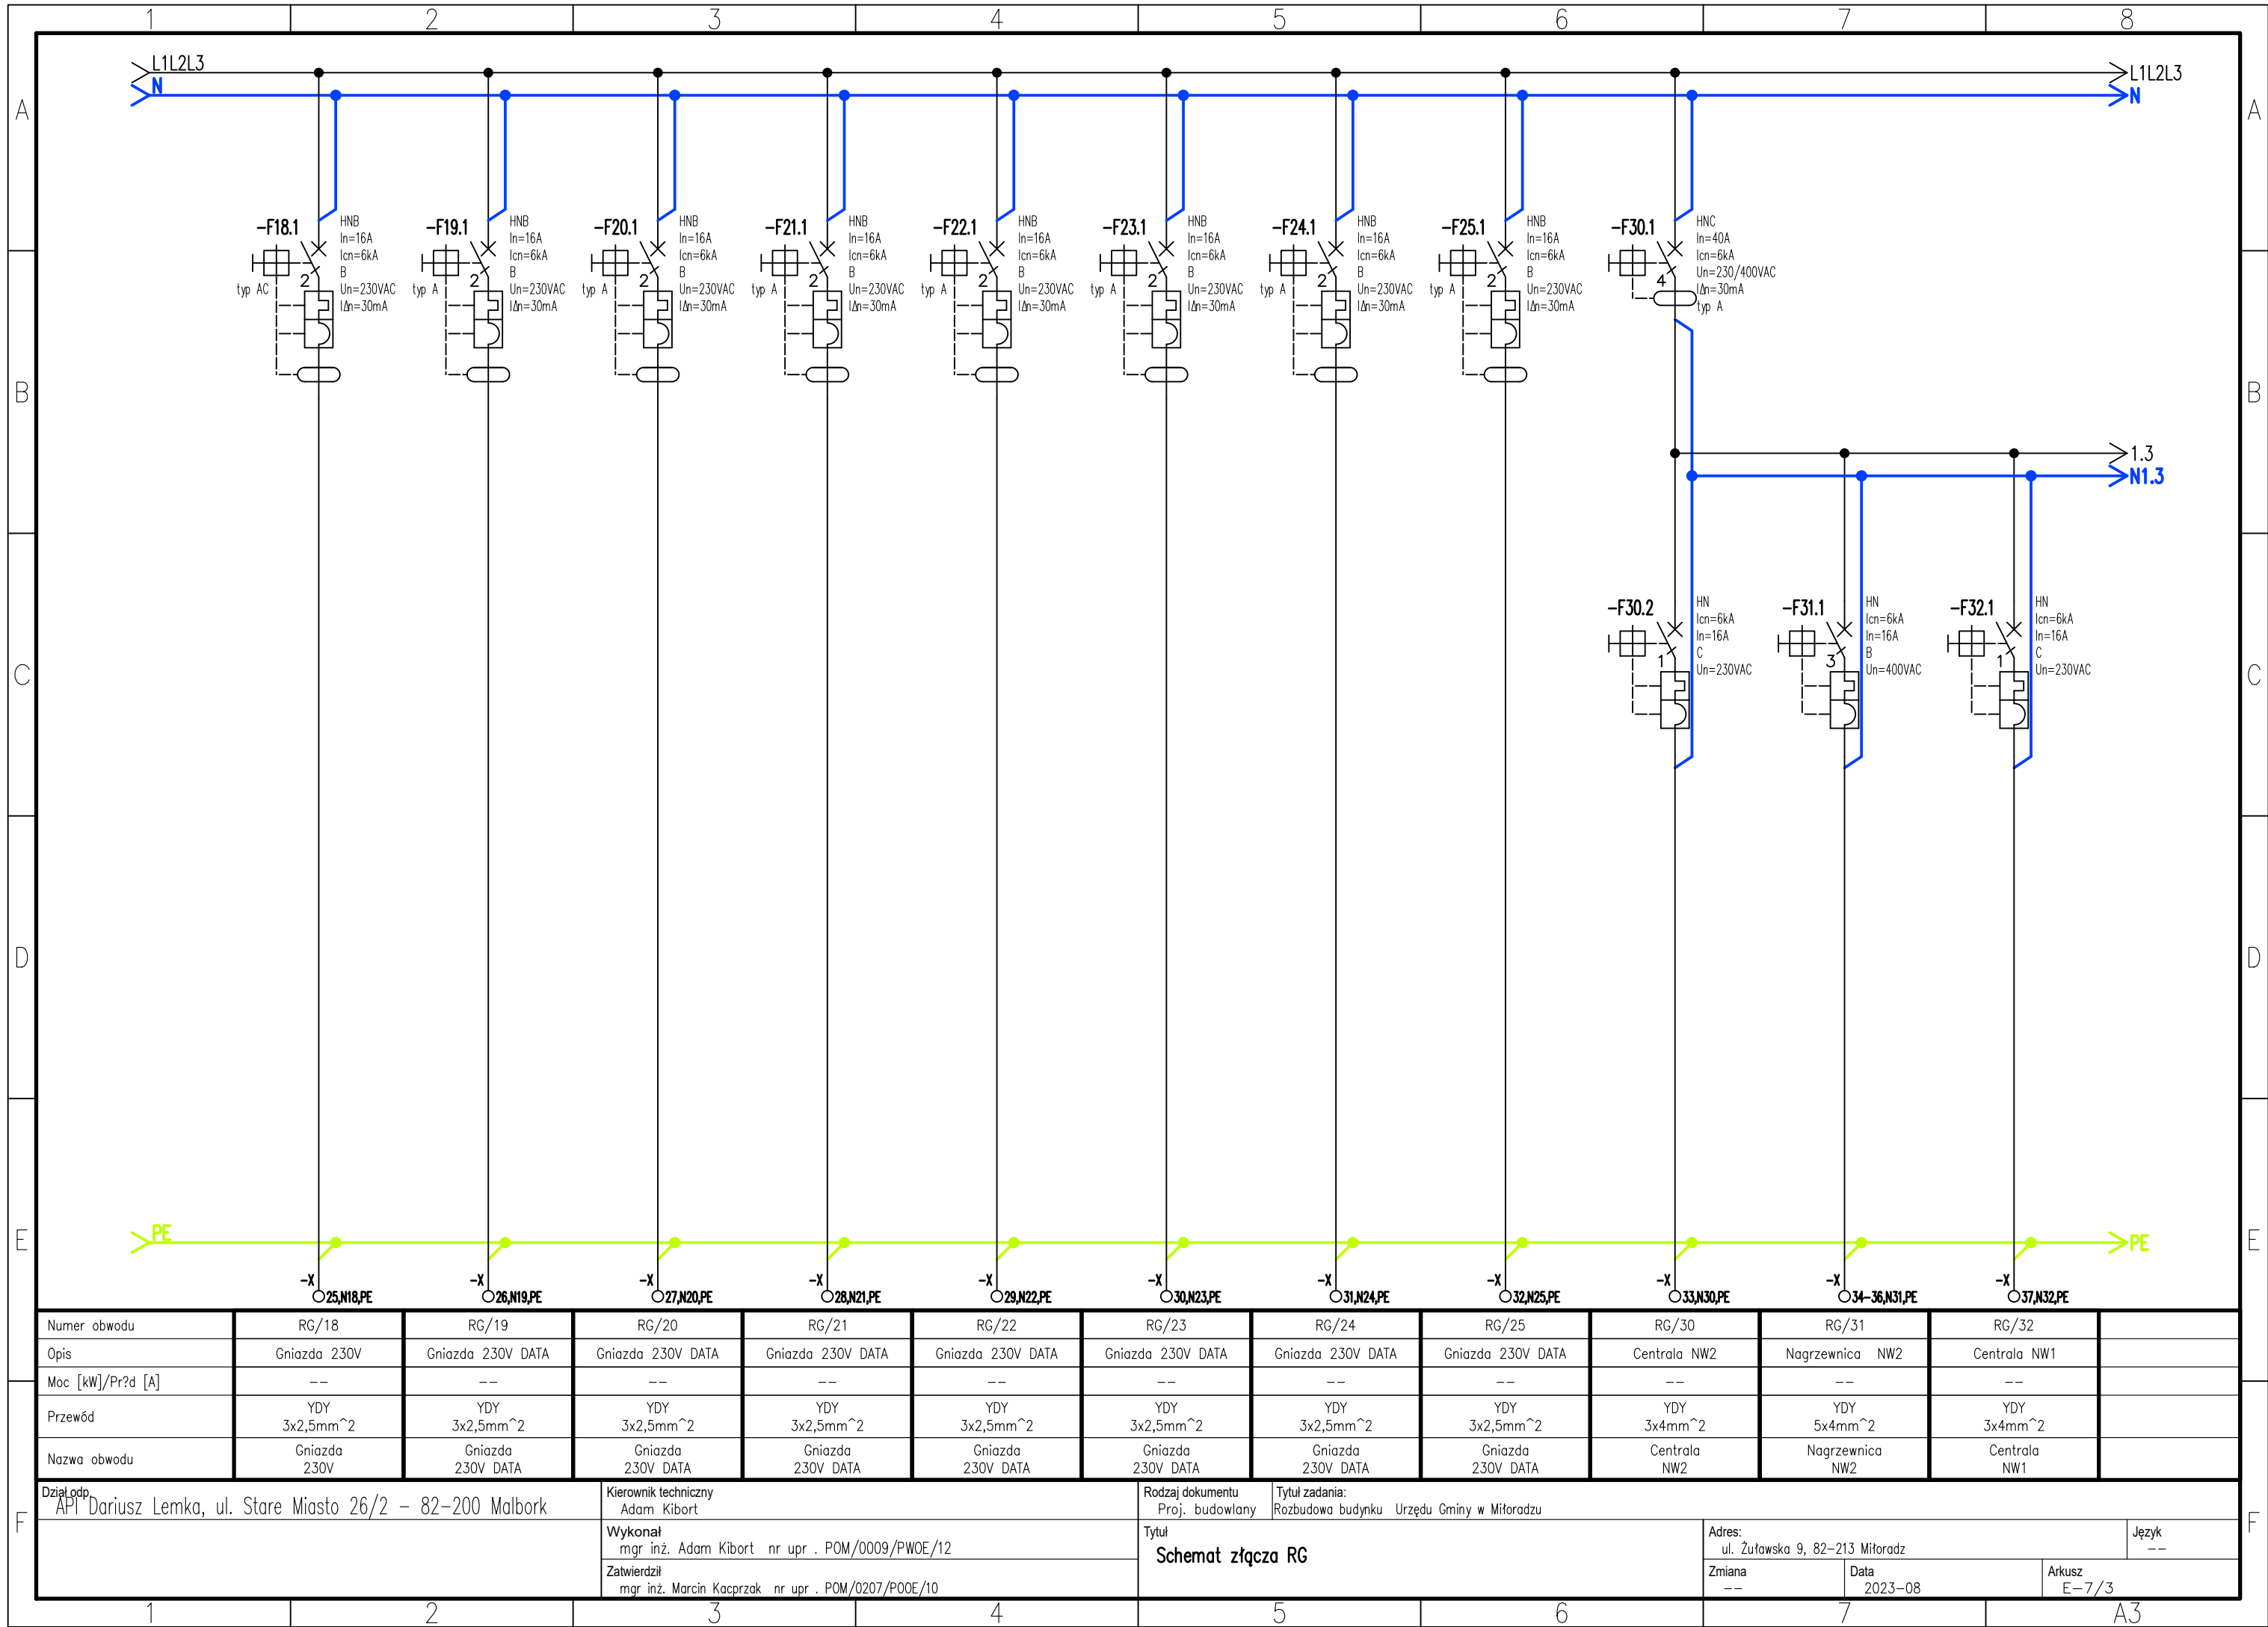 1 2 3 4 5 6 7 8
L1L2L3 L1L2L3
N N
A A
-F18.1 HNB -F19.1 HNB -F20.1 HNB -F21.1 HNB -F22.1 HNB -F23.1 HNB -F24.1 HNB -F25.1 HNB -F30.1 HNC
In=16A In=16A In=16A In=16A In=16A In=16A In=16A In=16A In=40A
Icn=6kA Icn=6kA Icn=6kA Icn=6kA Icn=6kA Icn=6kA Icn=6kA Icn=6kA Icn=6kA
B B B B B B B B Un=230/400VAC
2 2 2 2 2 2 2 2 4
typ AC Un=230VAC typ A Un=230VAC typ A Un=230VAC typ A Un=230VAC typ A Un=230VAC typ A Un=230VAC typ A Un=230VAC typ A Un=230VAC IΔn=30mA
IΔn=30mA IΔn=30mA IΔn=30mA IΔn=30mA IΔn=30mA IΔn=30mA IΔn=30mA IΔn=30mA typ A
B B
1.3
N1.3
-F30.2 HN -F31.1 HN -F32.1 HN
Icn=6kA Icn=6kA Icn=6kA
In=16A In=16A In=16A
1 C 3 B 1 C
Un=230VAC Un=400VAC Un=230VAC
C C
D D
PE PE
E E
-X -X -X -X -X -X -X -X -X -X -X
25,N18,PE 26,N19,PE 27,N20,PE 28,N21,PE 29,N22,PE 30,N23,PE 31,N24,PE 32,N25,PE 33,N30,PE 34-36,N31,PE 37,N32,PE
Numer obwodu RG/18 RG/19 RG/20 RG/21 RG/22 RG/23 RG/24 RG/25 RG/30 RG/31 RG/32
Opis Gniazda 230V Gniazda 230V DATA Gniazda 230V DATA Gniazda 230V DATA Gniazda 230V DATA Gniazda 230V DATA Gniazda 230V DATA Gniazda 230V DATA Centrala NW2 Nagrzewnica NW2 Centrala NW1
Moc [kW]/Pr?d [A] -- -- -- -- -- -- -- -- -- -- --
Przewód YDY YDY YDY YDY YDY YDY YDY YDY YDY YDY YDY
3x2,5mm^2 3x2,5mm^2 3x2,5mm^2 3x2,5mm^2 3x2,5mm^2 3x2,5mm^2 3x2,5mm^2 3x2,5mm^2 3x4mm^2 5x4mm^2 3x4mm^2
Nazwa obwodu Gniazda Gniazda Gniazda Gniazda Gniazda Gniazda Gniazda Gniazda Centrala Nagrzewnica Centrala
230V 230V DATA 230V DATA 230V DATA 230V DATA 230V DATA 230V DATA 230V DATA NW2 NW2 NW1
Dział odp.
API Dariusz Lemka, ul. Stare Miasto 26/2 - 82-200 Malbork
Kierownik techniczny
Adam Kibort
Rodzaj dokumentu
Proj. budowlany
Tytuł zadania:
Rozbudowa budynku Urzędu Gminy w Miłoradzu
F F
Wykonał
mgr inż. Adam Kibort nr upr . POM/0009/PWOE/12
Zatwierdził
mgr inż. Marcin Kacprzak nr upr . POM/0207/POOE/10
Tytuł
Schemat złącza RG
Adres:
ul. Żuławska 9, 82-213 Miłoradz
Język
--
Zmiana
--
Data
2023-08
Arkusz
E-7/3
1 2 3 4 5 6 7 A3